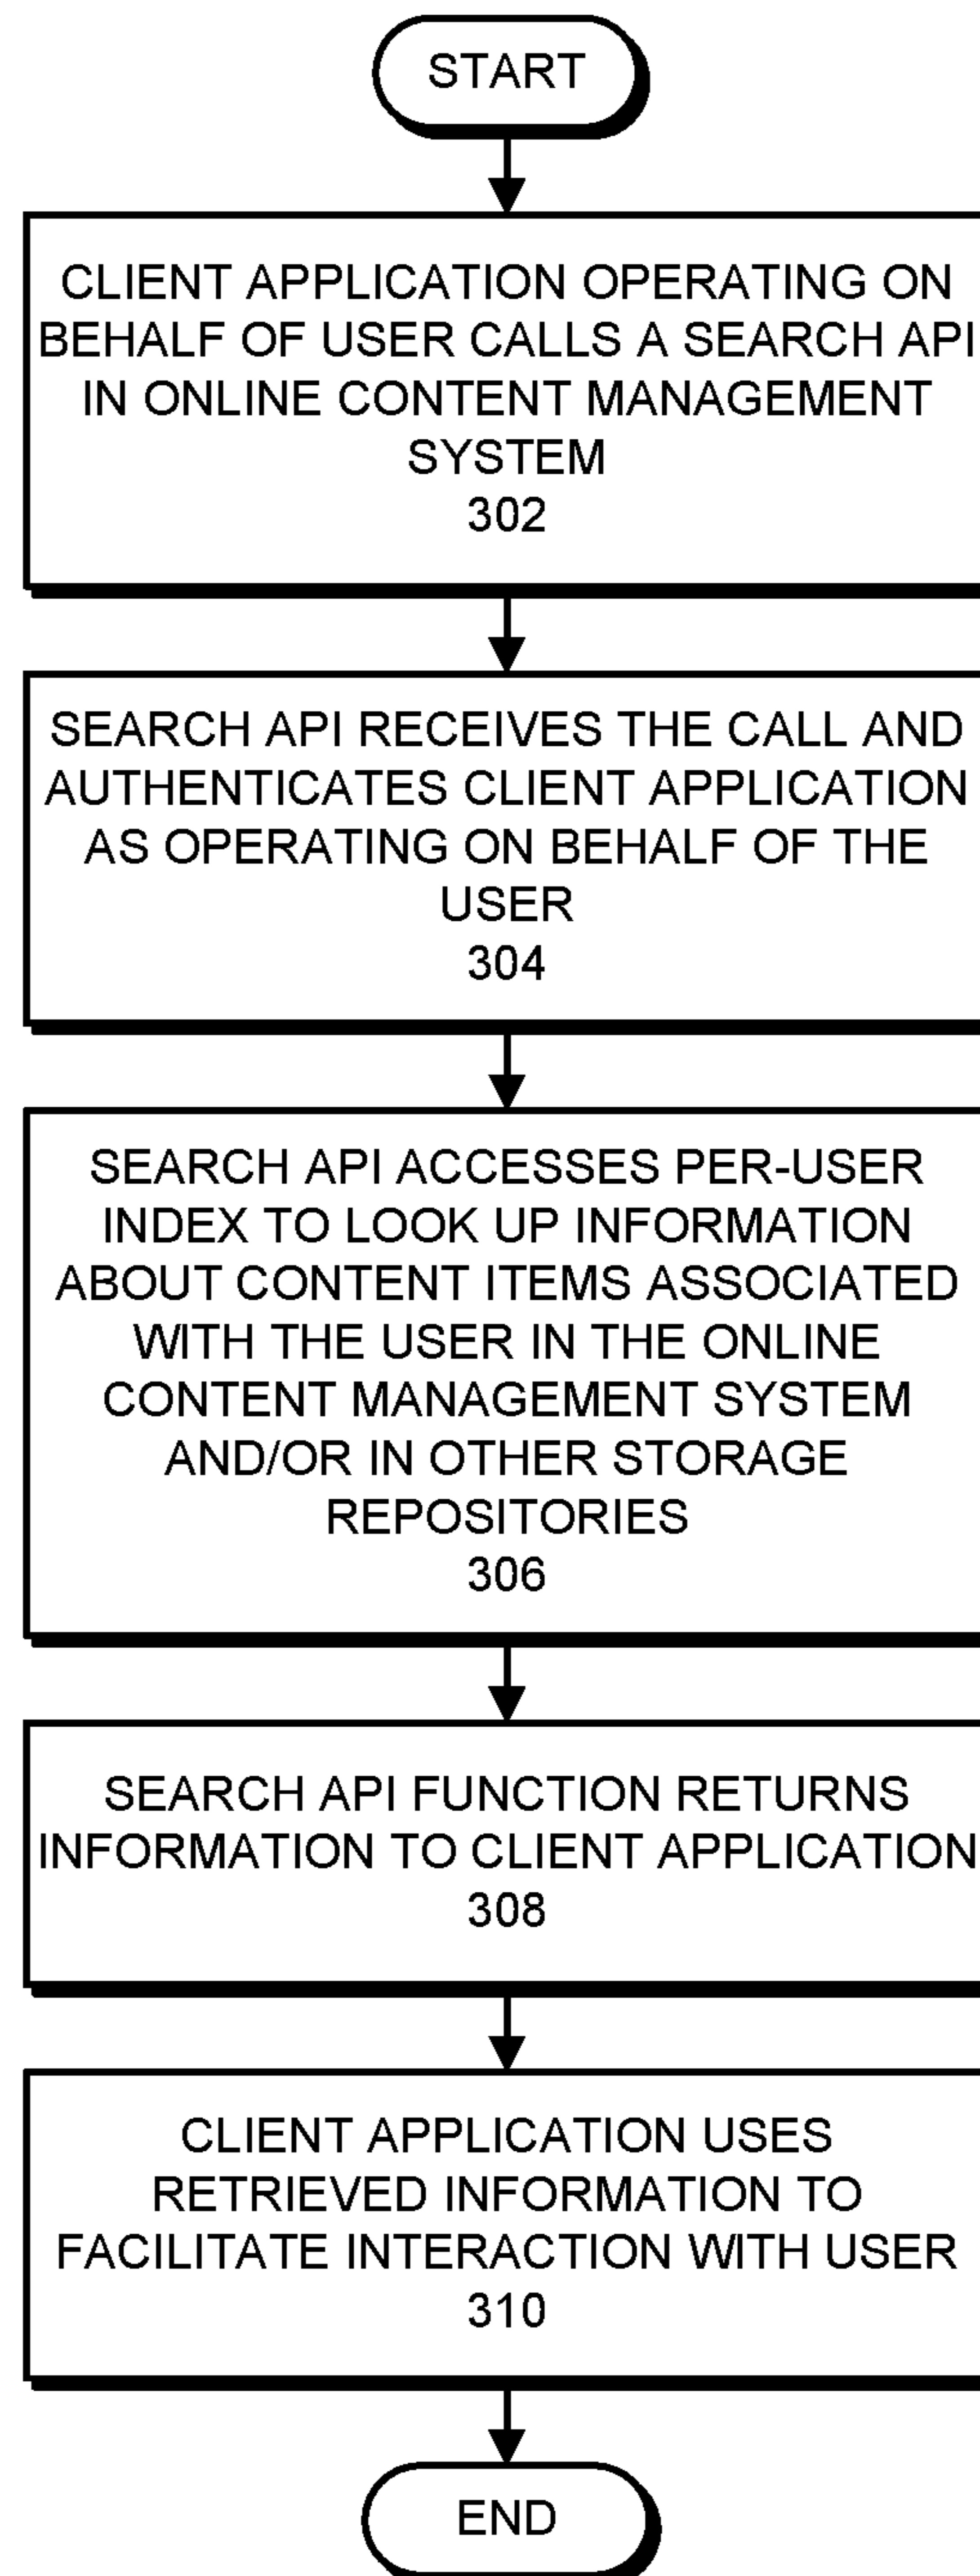 START
CLIENT APPLICATION OPERATING ON
BEHALF OF USER CALLS A SEARCH API
IN ONLINE CONTENT MANAGEMENT
SYSTEM
302
SEARCH API RECEIVES THE CALL AND
AUTHENTICATES CLIENT APPLICATION
AS OPERATING ON BEHALF OF THE
USER
304
SEARCH API ACCESSES PER-USER
INDEX TO LOOK UP INFORMATION
ABOUT CONTENT ITEMS ASSOCIATED
WITH THE USER IN THE ONLINE
CONTENT MANAGEMENT SYSTEM
AND/OR IN OTHER STORAGE
REPOSITORIES
306
SEARCH API FUNCTION RETURNS
INFORMATION TO CLIENT APPLICATION
308
CLIENT APPLICATION USES
RETRIEVED INFORMATION TO
FACILITATE INTERACTION WITH USER
310
END